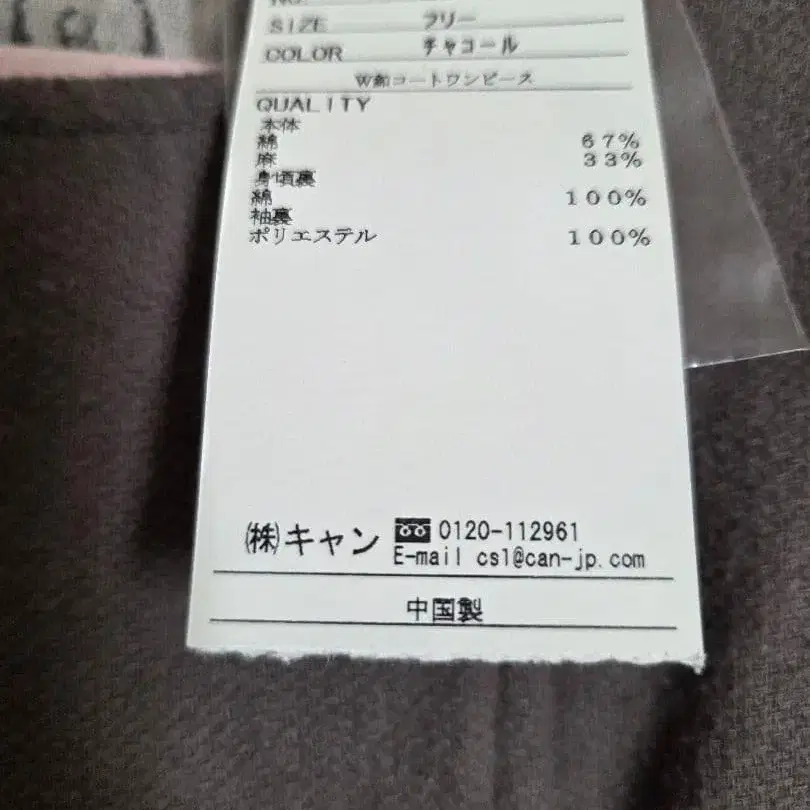 SIZE フリー
COLOR チャコール
W釦コートワンピース
QUALITY
本体
綿 67%
麻 33%
身頃裏
綿 100%
袖裏
ポリエステル 100%
㈱キャン 0120-112961
E-mail cs1@can-jp.com
中国製